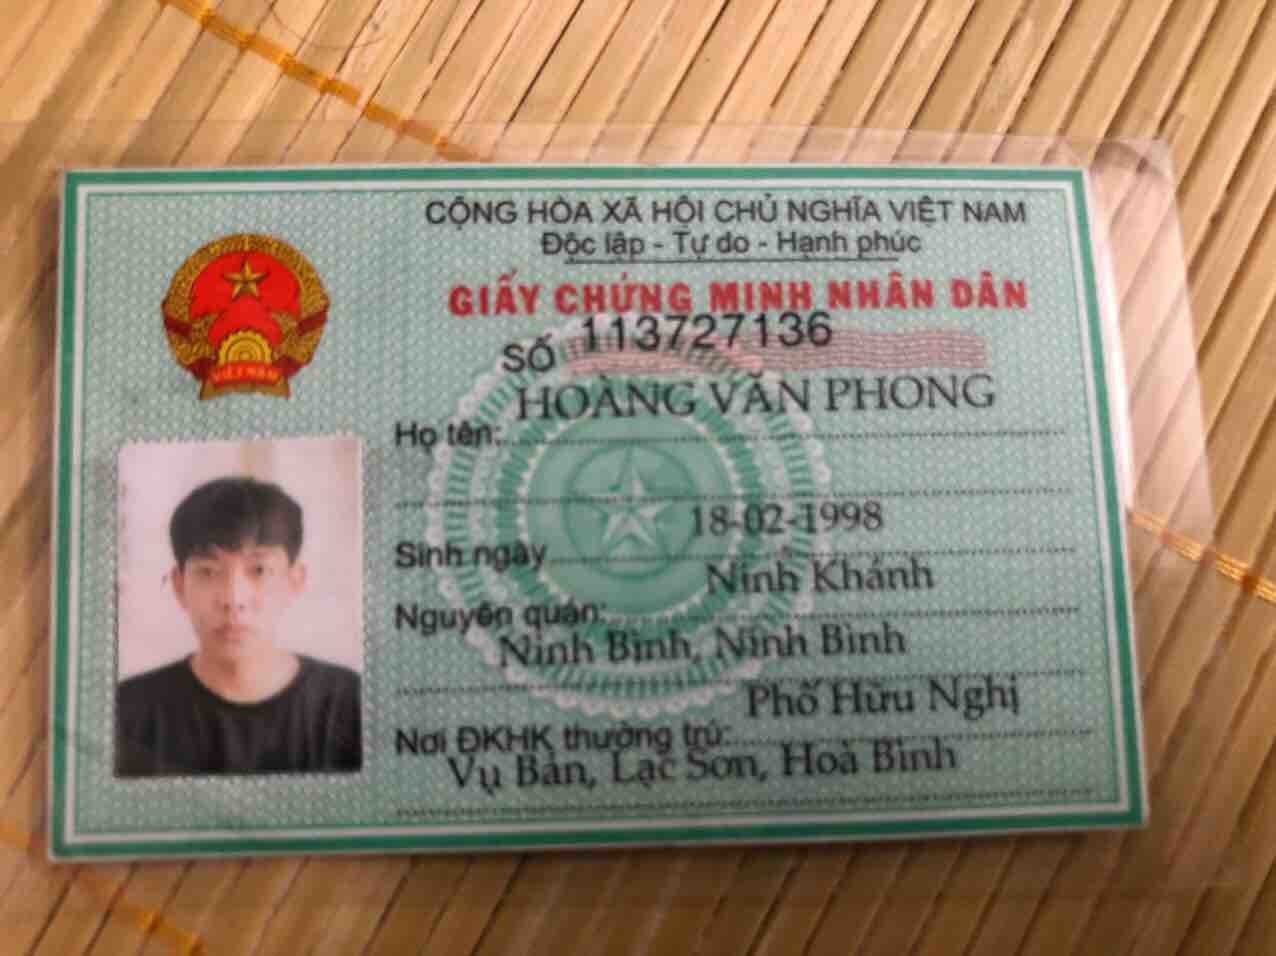 CỘNG HÒA XÃ HỘI CHỦ NGHĨA VIỆT NAM
Độc lập - Tự do - Hạnh phúc
GIẤY CHỨNG MINH NHÂN DÂN
SỐ 113727136
Họ tên: HOÀNG VĂN PHONG
Sinh ngày 18-02-1998
Nguyên quán: Ninh Khánh
Ninh Bình, Ninh Bình
Nơi ĐKHK thường trú: Phố Hữu Nghị
Vụ Bản, Lạc Sơn, Hoà Bình
VIỆT NAM